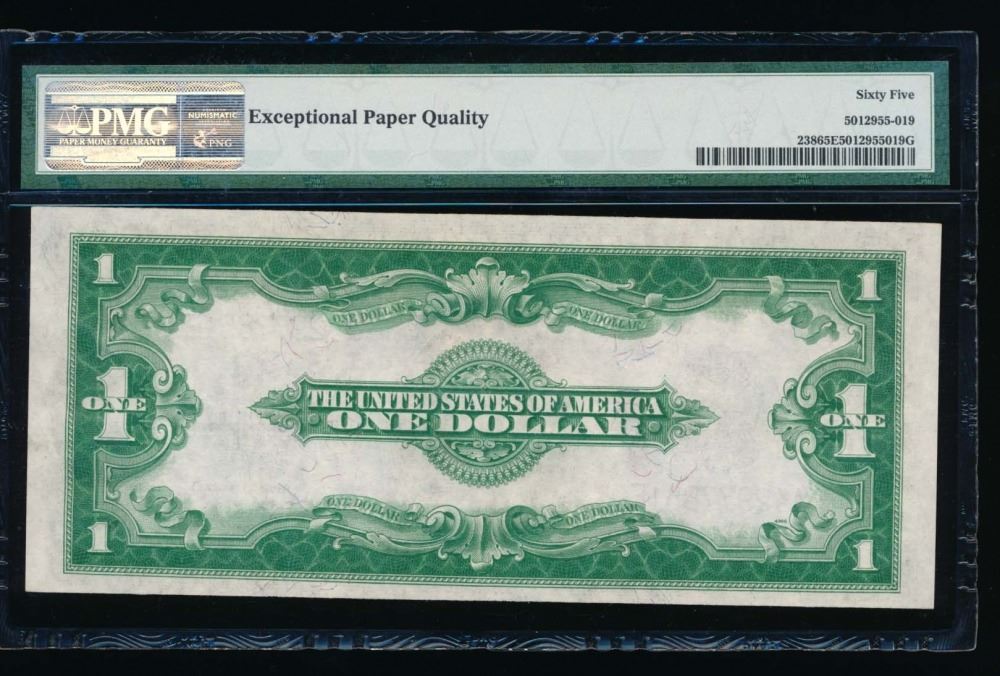 PMG
PAPER MONEY GUARANTY
NUMISMATIC
PNG
Exceptional Paper Quality
Sixty Five
5012955-019
23865E5012955019G
1
1
ONE DOLLAR
ONE DOLLAR
1
ONE
THE UNITED STATES OF AMERICA
ONE DOLLAR
1
ONE
ONE DOLLAR
ONE DOLLAR
1
1